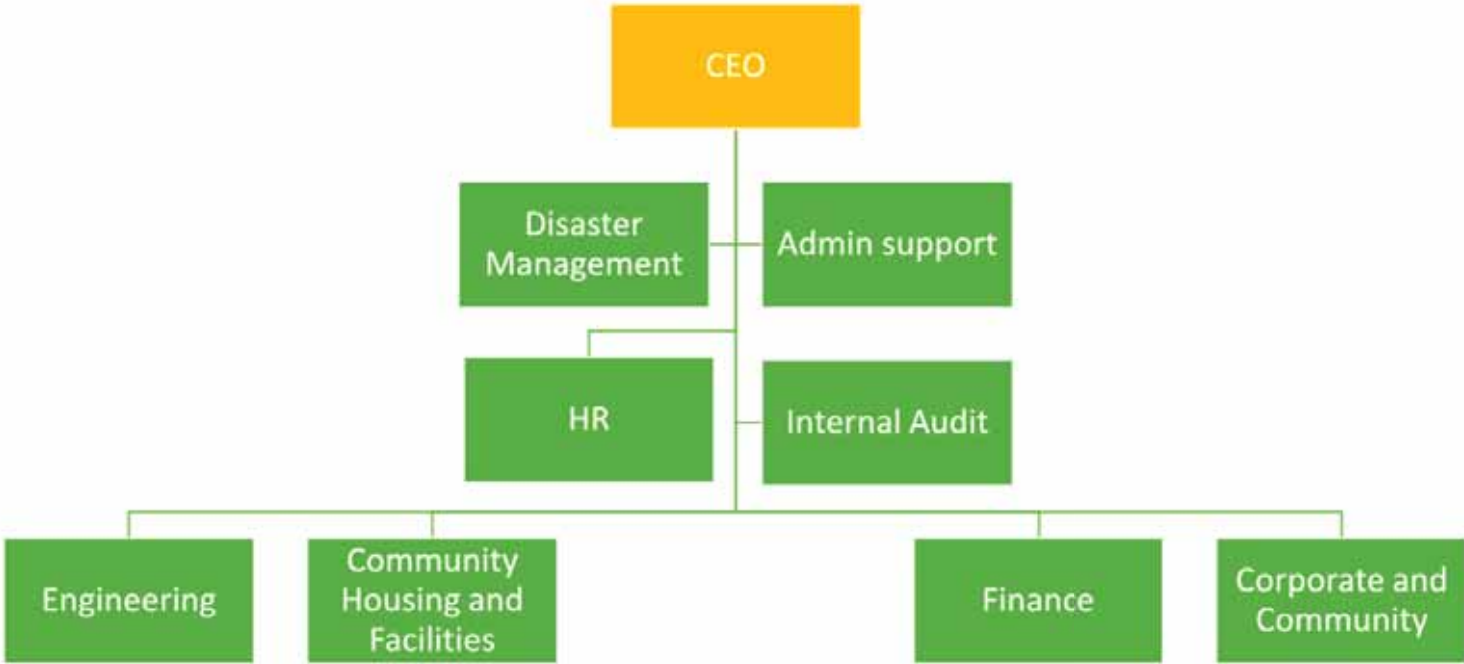 CEO
Disaster
Management
Admin support
HR
Internal Audit
Engineering
Community
Housing and
Facilities
Finance
Corporate and
Community